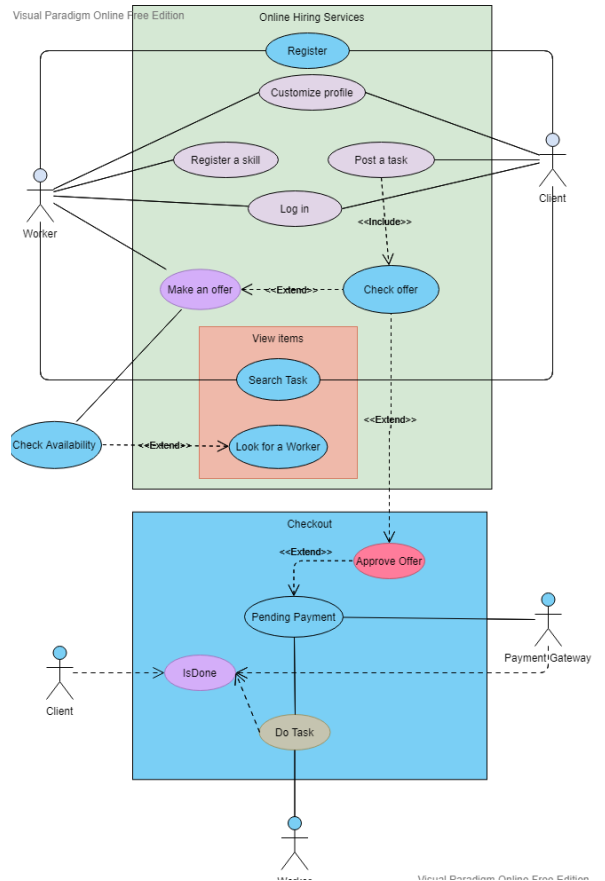 Visual Paradigm Online Free Edition
Online Hiring Services
Register
Customize profile
Register a skill
Post a task
Client
Log in
<<Include>>
Worker
Make an offer
<<Extend>>
Check offer
View items
Search Task
<<Extend>>
Check Availability
<<Extend>>
Look for a Worker
Checkout
<<Extend>>
Approve Offer
Pending Payment
Payment Gateway
IsDone
Client
Do Task
Worker
Visual Paradigm Online Free Edition